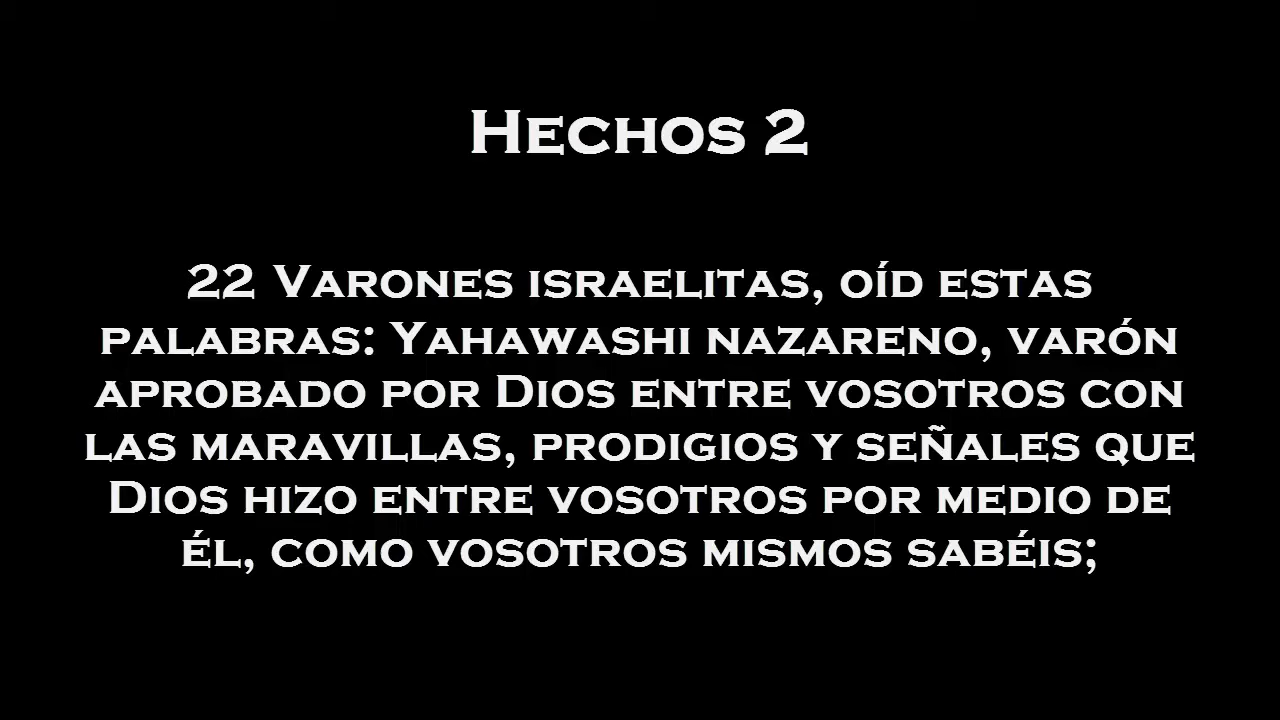 Hechos 2
22 Varones israelitas, oíd estas
palabras: Yahawashi nazareno, varón
aprobado por Dios entre vosotros con
las maravillas, prodigios y señales que
Dios hizo entre vosotros por medio de
él, como vosotros mismos sabéis;